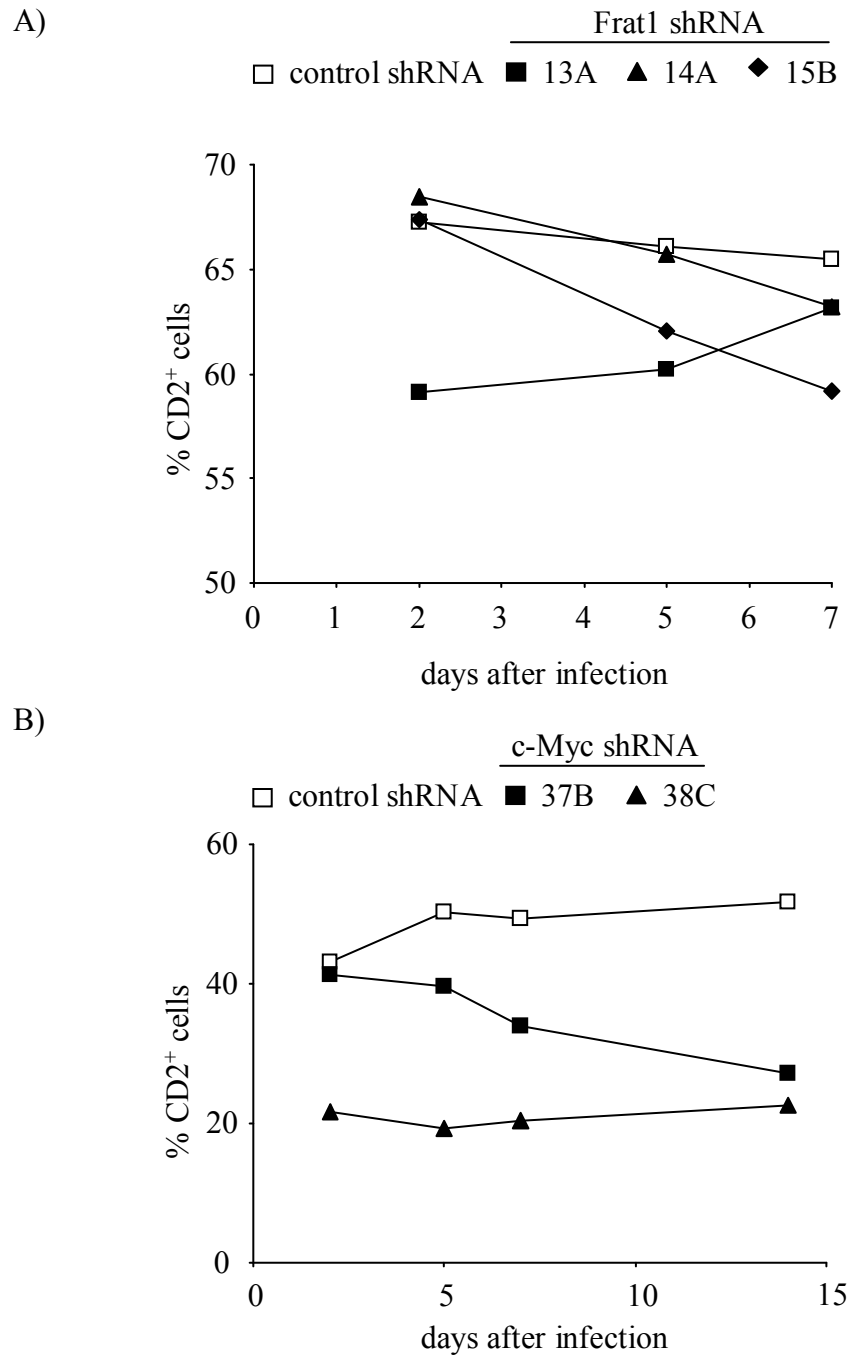 A)
Frat1 shRNA
control shRNA 13A 14A 15B
70
65
60
55
50
% CD2⁺ cells
0 1 2 3 4 5 6 7
days after infection
B)
c-Myc shRNA
control shRNA 37B 38C
60
40
20
0
% CD2⁺ cells
0 5 10 15
days after infection